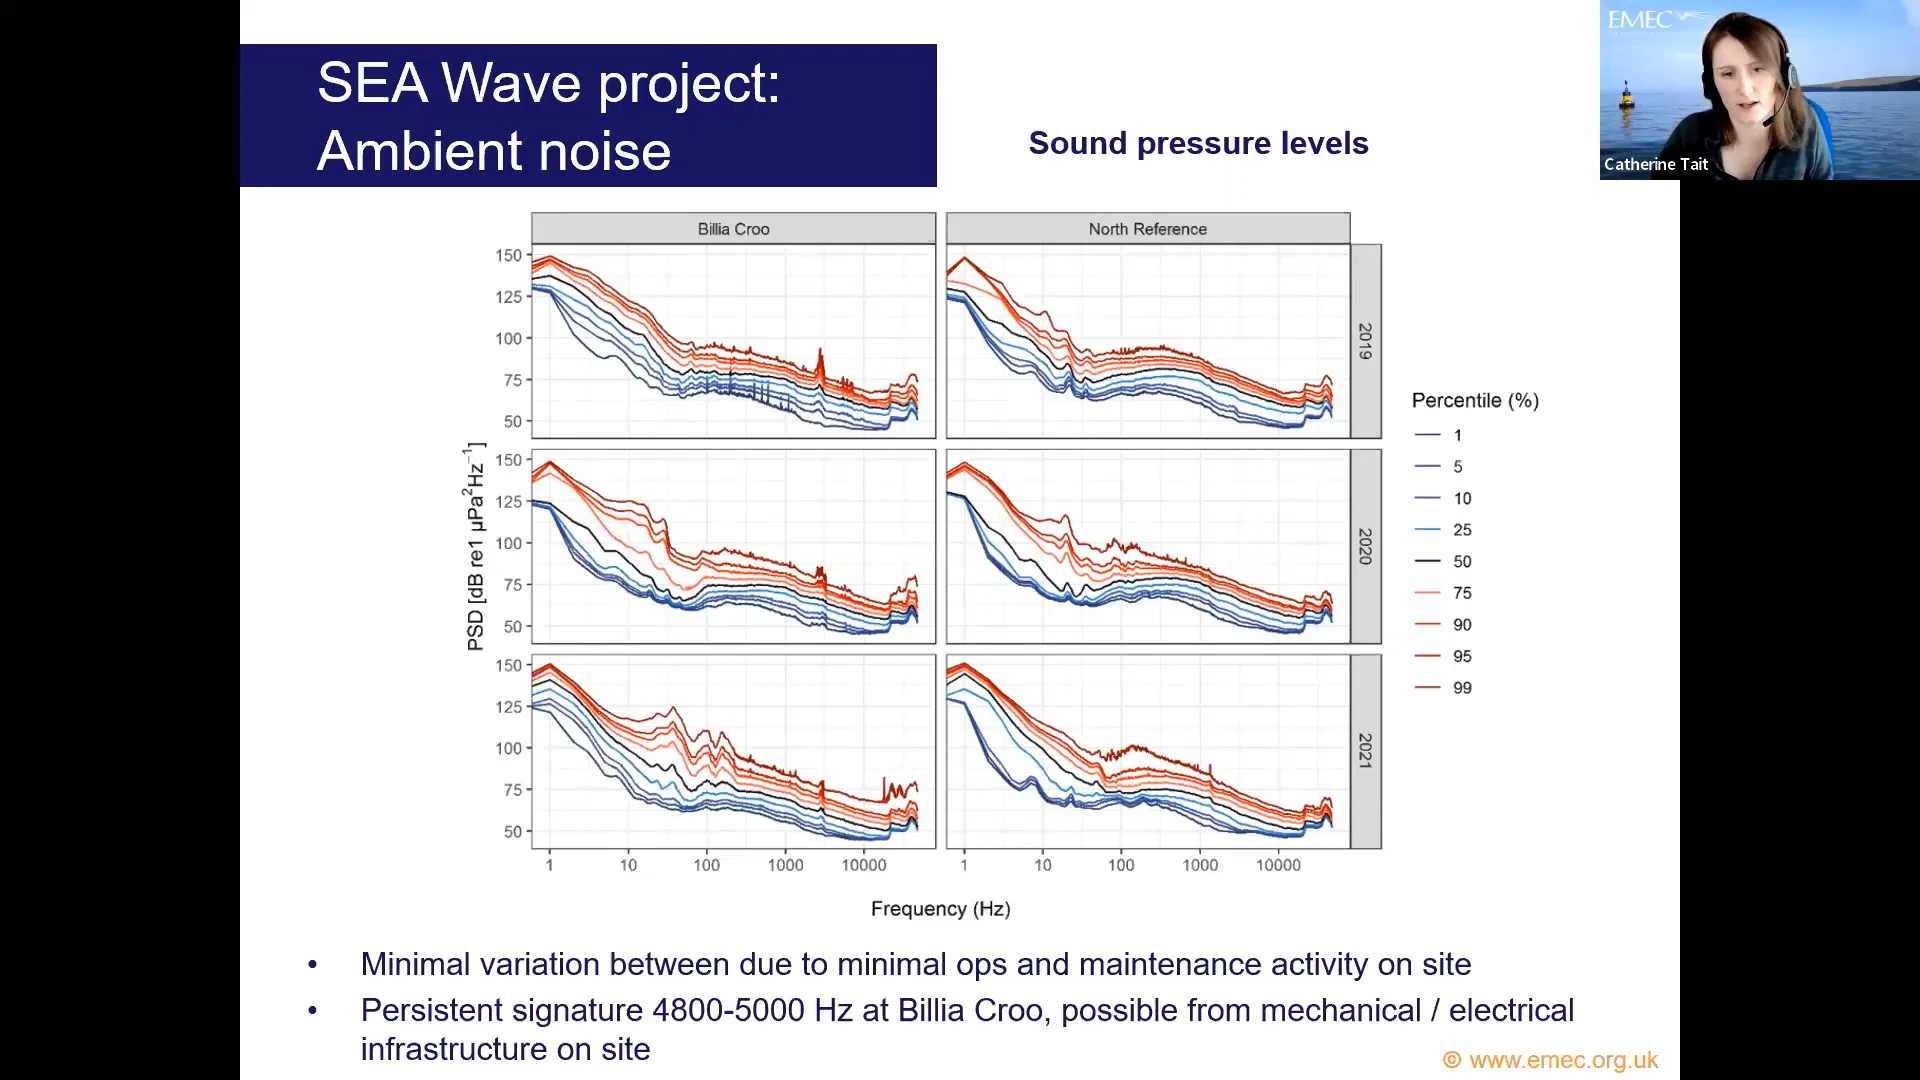 SEA Wave project:
Ambient noise
Sound pressure levels
EMEC
Catherine Tait
Billia Croo
North Reference
150
125
100
75
50
2019
150
125
100
75
50
2020
150
125
100
75
50
2021
PSD [dB re1 µPa²Hz⁻¹]
1 10 100 1000 10000
1 10 100 1000 10000
Frequency (Hz)
Percentile (%)
1
5
10
25
50
75
90
95
99
• Minimal variation between due to minimal ops and maintenance activity on site
• Persistent signature 4800-5000 Hz at Billia Croo, possible from mechanical / electrical
infrastructure on site
© www.emec.org.uk